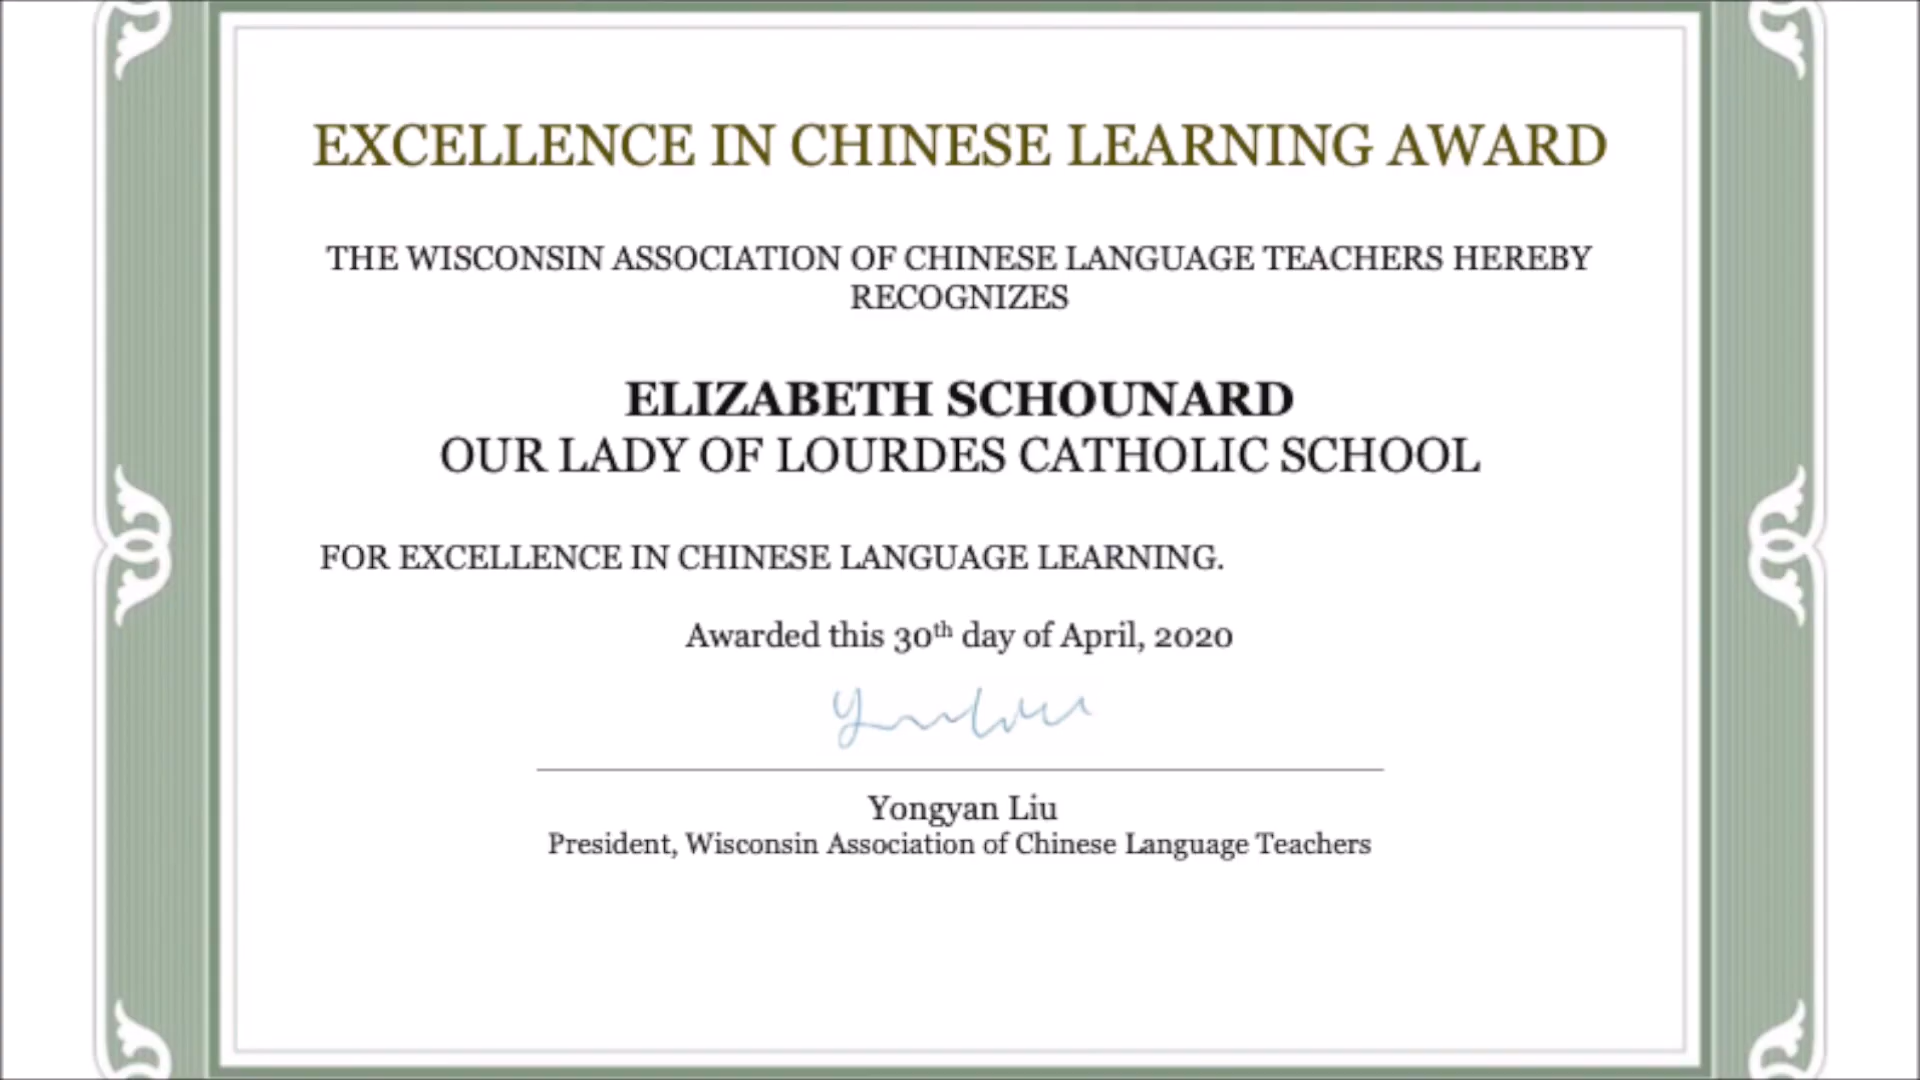 EXCELLENCE IN CHINESE LEARNING AWARD
THE WISCONSIN ASSOCIATION OF CHINESE LANGUAGE TEACHERS HEREBY
RECOGNIZES
ELIZABETH SCHOUNARD
OUR LADY OF LOURDES CATHOLIC SCHOOL
FOR EXCELLENCE IN CHINESE LANGUAGE LEARNING.
Awarded this 30th day of April, 2020
Yongyan Liu
President, Wisconsin Association of Chinese Language Teachers